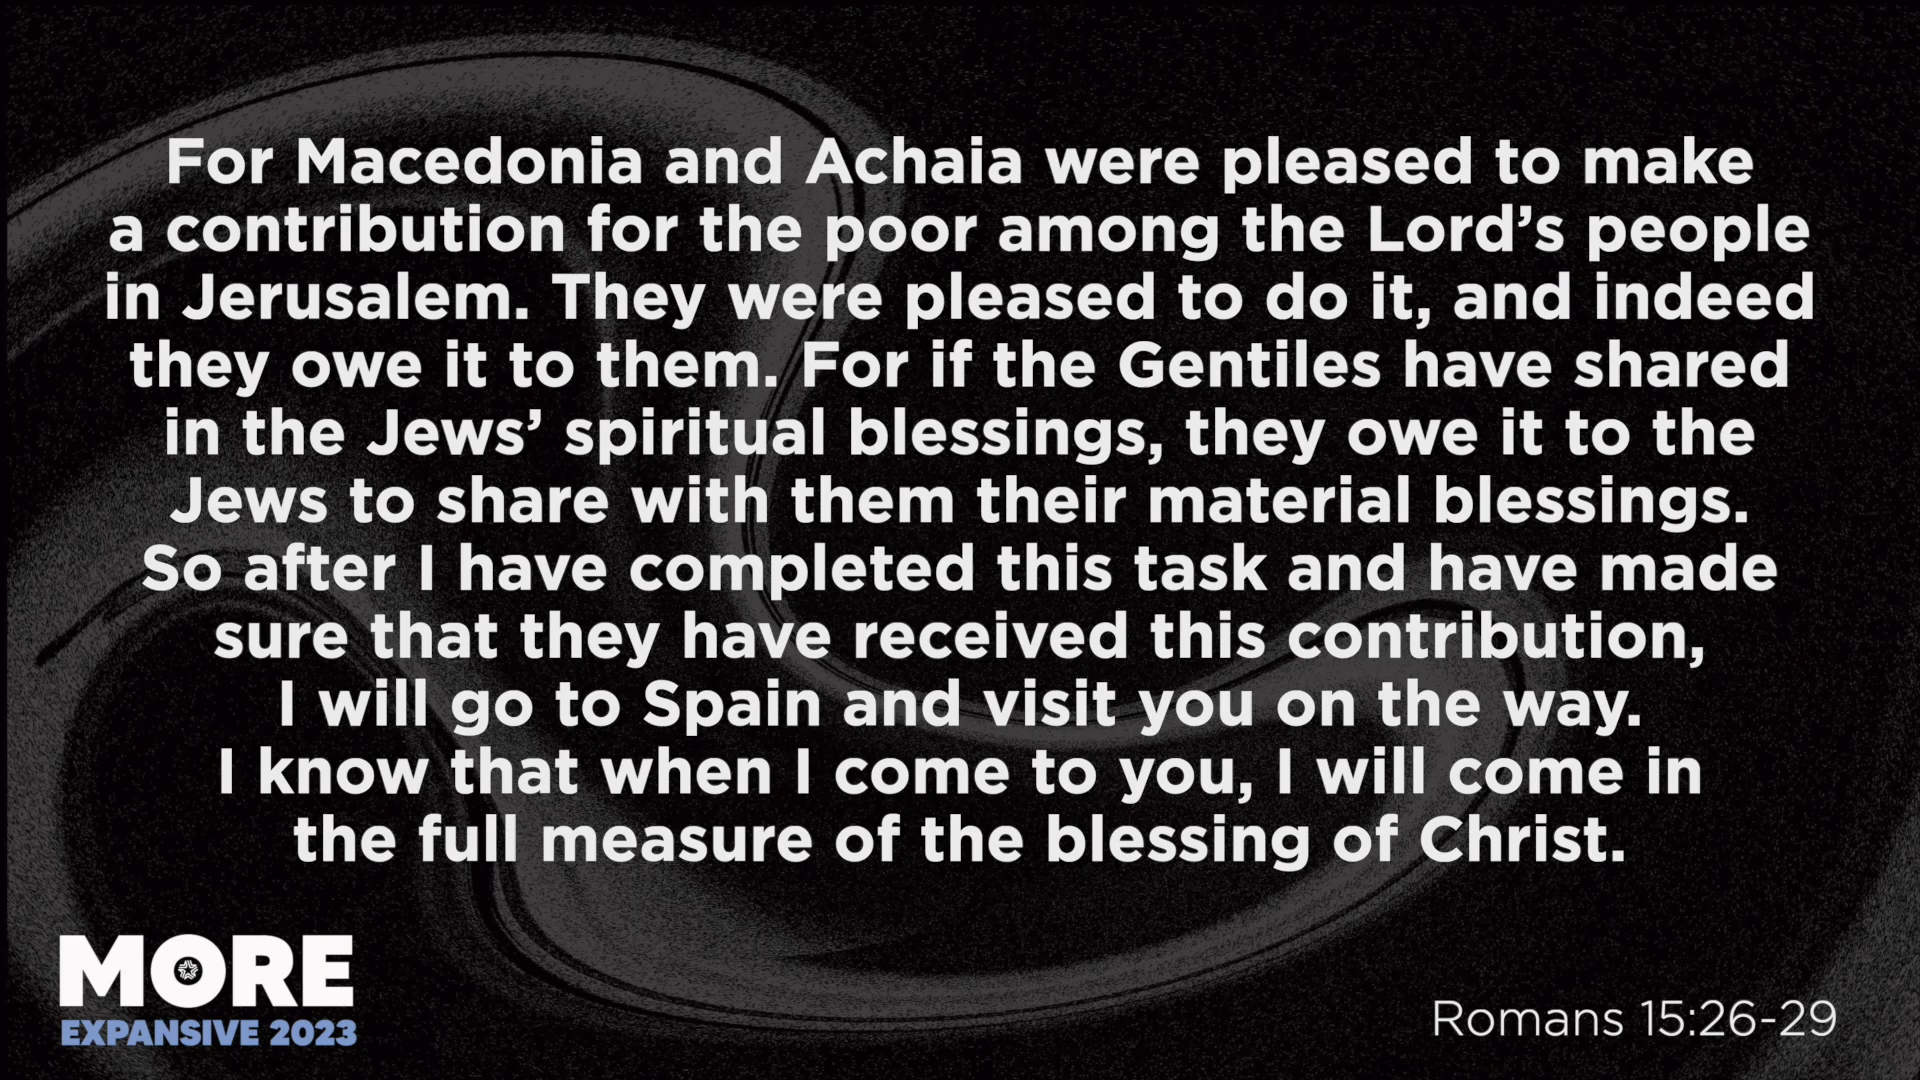 For Macedonia and Achaia were pleased to make
a contribution for the poor among the Lord’s people
in Jerusalem. They were pleased to do it, and indeed
they owe it to them. For if the Gentiles have shared
in the Jews’ spiritual blessings, they owe it to the
Jews to share with them their material blessings.
So after I have completed this task and have made
sure that they have received this contribution,
I will go to Spain and visit you on the way.
I know that when I come to you, I will come in
the full measure of the blessing of Christ.
MORE
EXPANSIVE 2023
Romans 15:26-29